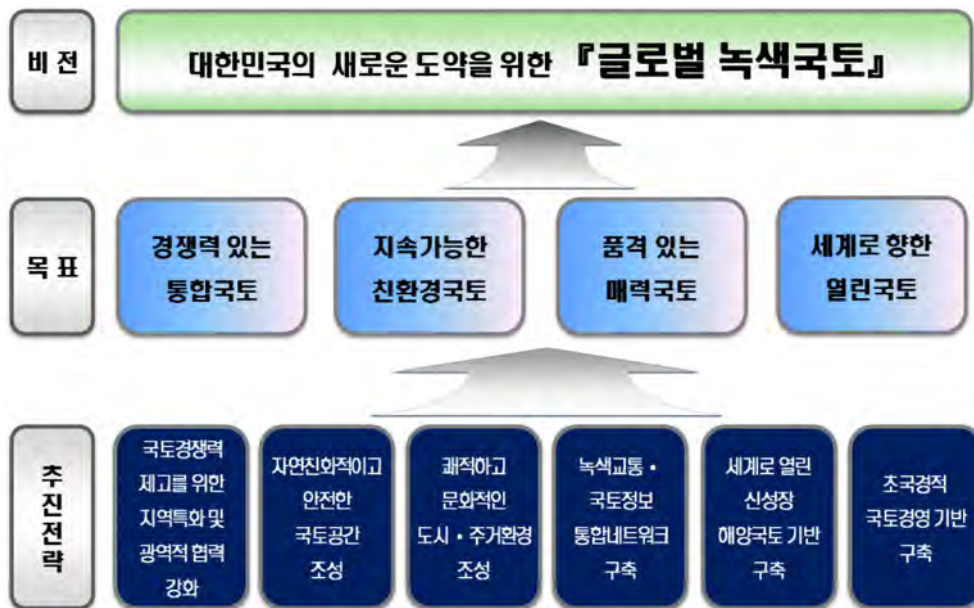 비 전
대한민국의 새로운 도약을 위한 『글로벌 녹색국토』
목 표
경쟁력 있는
통합국토
지속가능한
친환경국토
품격 있는
매력국토
세계로 향한
열린국토
추진전략
국토경쟁력
제고를 위한
지역특화 및
광역적 협력
강화
자연친화적이고
안전한
국토공간
조성
쾌적하고
문화적인
도시・주거환경
조성
녹색교통・
국토정보
통합네트워크
구축
세계로 열린
신성장
해양국토 기반
구축
초국경적
국토경영 기반
구축